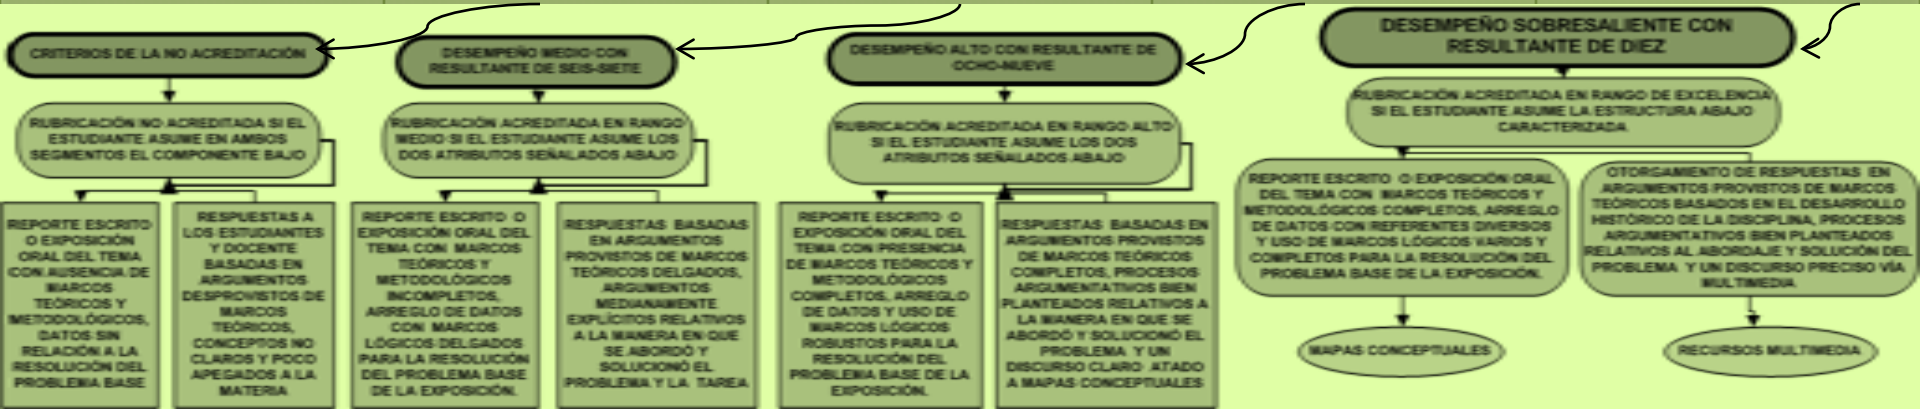 CRITERIOS DE LA NO ACREDITACIÓN
RUBRICACIÓN NO ACREDITADA SI EL
ESTUDIANTE ASUME EN AMBOS
SEGMENTOS EL COMPONENTE BAJO
REPORTE ESCRITO
O EXPOSICIÓN
ORAL DEL TEMA
CON AUSENCIA DE
MARCOS
TEÓRICOS Y
METODOLÓGICOS,
DATOS SIN
RELACIÓN A LA
RESOLUCIÓN DEL
PROBLEMA BASE
RESPUESTAS A
LOS ESTUDIANTES
Y DOCENTE
BASADAS EN
ARGUMENTOS
DESPROVISTOS DE
MARCOS
TEÓRICOS,
CONCEPTOS NO
CLAROS Y POCO
APEGADOS A LA
MATERIA
DESEMPEÑO MEDIO CON
RESULTANTE DE SEIS-SIETE
RUBRICACIÓN ACREDITADA EN RANGO
MEDIO SI EL ESTUDIANTE ASUME LOS
DOS ATRIBUTOS SEÑALADOS ABAJO
REPORTE ESCRITO O
EXPOSICIÓN ORAL DEL
TEMA CON MARCOS
TEÓRICOS Y
METODOLÓGICOS
INCOMPLETOS,
ARREGLO DE DATOS
CON MARCOS
LÓGICOS DELGADOS
PARA LA RESOLUCIÓN
DEL PROBLEMA BASE
DE LA EXPOSICIÓN.
RESPUESTAS BASADAS
EN ARGUMENTOS
PROVISTOS DE MARCOS
TEÓRICOS DELGADOS,
ARGUMENTOS
MEDIANAMENTE
EXPLÍCITOS RELATIVOS
A LA MANERA EN QUE
SE ABORDÓ Y
SOLUCIONÓ EL
PROBLEMA Y LA TAREA
DESEMPEÑO ALTO CON RESULTANTE DE
OCHO-NUEVE
RUBRICACIÓN ACREDITADA EN RANGO ALTO
SI EL ESTUDIANTE ASUME LOS DOS
ATRIBUTOS SEÑALADOS ABAJO
REPORTE ESCRITO O
EXPOSICIÓN ORAL DEL
TEMA CON PRESENCIA
DE MARCOS TEÓRICOS Y
METODOLÓGICOS
COMPLETOS, ARREGLO
DE DATOS Y USO DE
MARCOS LÓGICOS
ROBUSTOS PARA LA
RESOLUCIÓN DEL
PROBLEMA BASE DE LA
EXPOSICIÓN.
RESPUESTAS BASADAS EN
ARGUMENTOS PROVISTOS
DE MARCOS TEÓRICOS
COMPLETOS, PROCESOS
ARGUMENTATIVOS BIEN
PLANTEADOS RELATIVOS A
LA MANERA EN QUE SE
ABORDÓ Y SOLUCIONÓ EL
PROBLEMA Y UN
DISCURSO CLARO ATADO
A MAPAS CONCEPTUALES
DESEMPEÑO SOBRESALIENTE CON
RESULTANTE DE DIEZ
RUBRICACIÓN ACREDITADA EN RANGO DE EXCELENCIA
SI EL ESTUDIANTE ASUME LA ESTRUCTURA ABAJO
CARACTERIZADA
REPORTE ESCRITO O EXPOSICIÓN ORAL
DEL TEMA CON MARCOS TEÓRICOS Y
METODOLÓGICOS COMPLETOS, ARREGLO
DE DATOS CON REFERENTES DIVERSOS
Y USO DE MARCOS LÓGICOS VARIOS Y
COMPLETOS PARA LA RESOLUCIÓN DEL
PROBLEMA BASE DE LA EXPOSICIÓN.
MAPAS CONCEPTUALES
OTORGAMIENTO DE RESPUESTAS EN
ARGUMENTOS PROVISTOS DE MARCOS
TEÓRICOS BASADOS EN EL DESARROLLO
HISTÓRICO DE LA DISCIPLINA, PROCESOS
ARGUMENTATIVOS BIEN PLANTEADOS
RELATIVOS AL ABORDAJE Y SOLUCIÓN DEL
PROBLEMA Y UN DISCURSO PRECISO VÍA
MULTIMEDIA
RECURSOS MULTIMEDIA